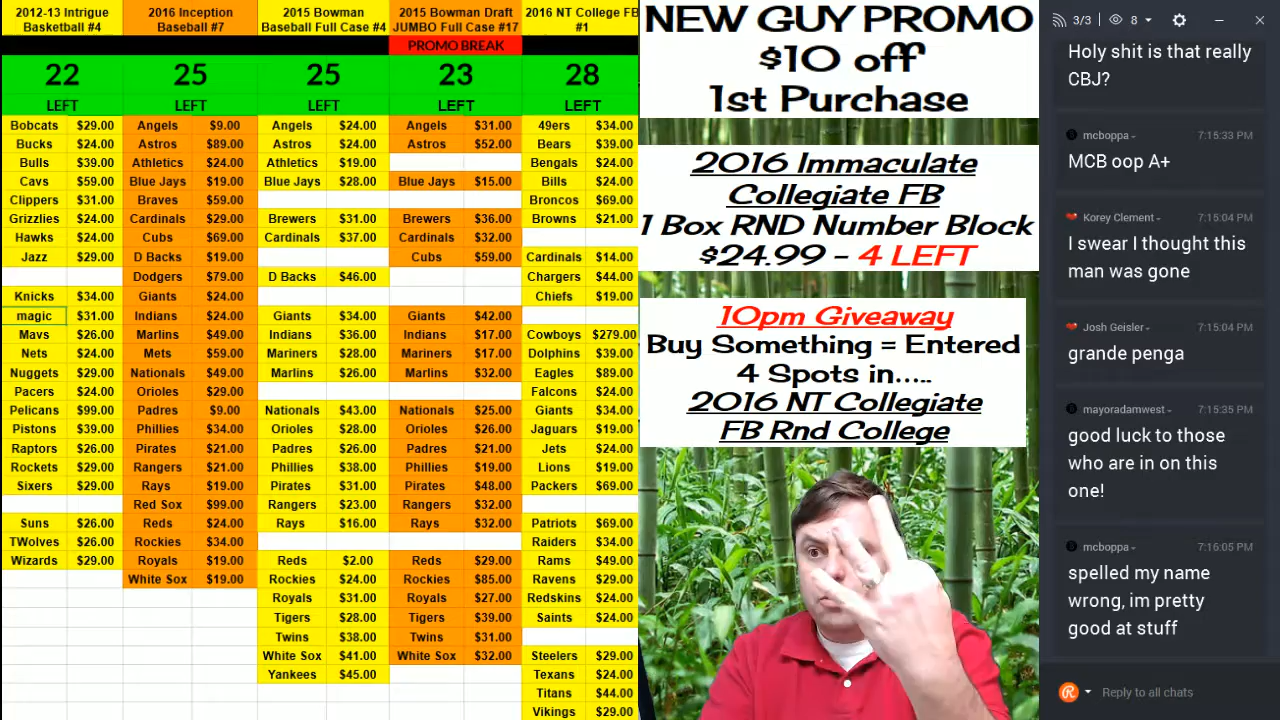 2012-13 Intrigue
Basketball #4
22
LEFT
Bobcats $29.00
Bucks $24.00
Bulls $39.00
Cavs $59.00
Clippers $31.00
Grizzlies $24.00
Hawks $24.00
Jazz $29.00
Knicks $34.00
magic $31.00
Mavs $26.00
Nets $24.00
Nuggets $29.00
Pacers $24.00
Pelicans $99.00
Pistons $39.00
Raptors $26.00
Rockets $29.00
Sixers $29.00
Suns $26.00
TWolves $26.00
Wizards $29.00
2016 Inception
Baseball #7
25
LEFT
Angels $9.00
Astros $89.00
Athletics $24.00
Blue Jays $19.00
Braves $59.00
Cardinals $29.00
Cubs $69.00
D Backs $19.00
Dodgers $79.00
Giants $24.00
Indians $24.00
Marlins $49.00
Mets $59.00
Nationals $49.00
Orioles $29.00
Padres $9.00
Phillies $34.00
Pirates $21.00
Rangers $21.00
Rays $19.00
Red Sox $99.00
Reds $24.00
Rockies $34.00
Royals $19.00
White Sox $19.00
2015 Bowman
Baseball Full Case #4
25
LEFT
Angels $24.00
Astros $24.00
Athletics $19.00
Blue Jays $28.00
Brewers $31.00
Cardinals $37.00
D Backs $46.00
Giants $34.00
Indians $36.00
Mariners $28.00
Marlins $26.00
Nationals $43.00
Orioles $28.00
Padres $26.00
Phillies $38.00
Pirates $31.00
Rangers $23.00
Rays $16.00
Reds $2.00
Rockies $24.00
Royals $31.00
Tigers $28.00
Twins $38.00
White Sox $41.00
Yankees $45.00
2015 Bowman Draft
JUMBO Full Case #17
PROMO BREAK
23
LEFT
Angels $31.00
Astros $52.00
Blue Jays $15.00
Brewers $36.00
Cardinals $32.00
Cubs $59.00
Giants $42.00
Indians $17.00
Mariners $17.00
Marlins $32.00
Nationals $25.00
Orioles $26.00
Padres $21.00
Phillies $19.00
Pirates $48.00
Rangers $32.00
Rays $32.00
Reds $29.00
Rockies $85.00
Royals $27.00
Tigers $39.00
Twins $31.00
White Sox $32.00
2016 NT College FB
#1
28
LEFT
49ers $34.00
Bears $39.00
Bengals $24.00
Bills $24.00
Broncos $69.00
Browns $21.00
Cardinals $14.00
Chargers $44.00
Chiefs $19.00
Cowboys $279.00
Dolphins $39.00
Eagles $89.00
Falcons $24.00
Giants $34.00
Jaguars $19.00
Jets $24.00
Lions $19.00
Packers $69.00
Patriots $69.00
Raiders $34.00
Rams $49.00
Ravens $29.00
Redskins $24.00
Saints $24.00
Steelers $29.00
Texans $24.00
Titans $44.00
Vikings $29.00
NEW GUY PROMO
$10 off
1st Purchase
2016 Immaculate
Collegiate FB
1 Box RND Number Block
$24.99 - 4 LEFT
10pm Giveaway
Buy Something = Entered
4 Spots in.....
2016 NT Collegiate
FB Rnd College
3/3 8
Holy shit is that really
CBJ?
mcboppa 7:15:33 PM
MCB oop A+
Korey Clement 7:15:04 PM
I swear I thought this
man was gone
Josh Geisler 7:15:04 PM
grande penga
mayoradamwest 7:15:35 PM
good luck to those
who are in on this
one!
mcboppa 7:16:05 PM
spelled my name
wrong, im pretty
good at stuff
Reply to all chats